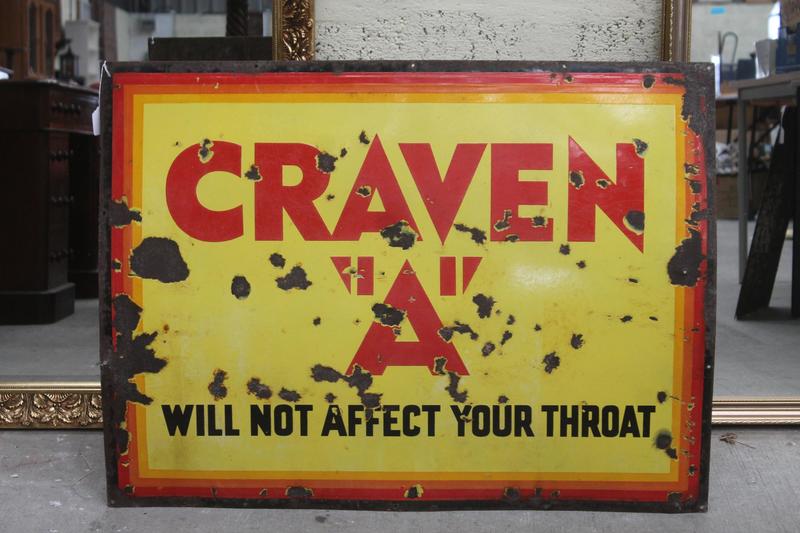 CRAVEN
"A"
WILL NOT AFFECT YOUR THROAT